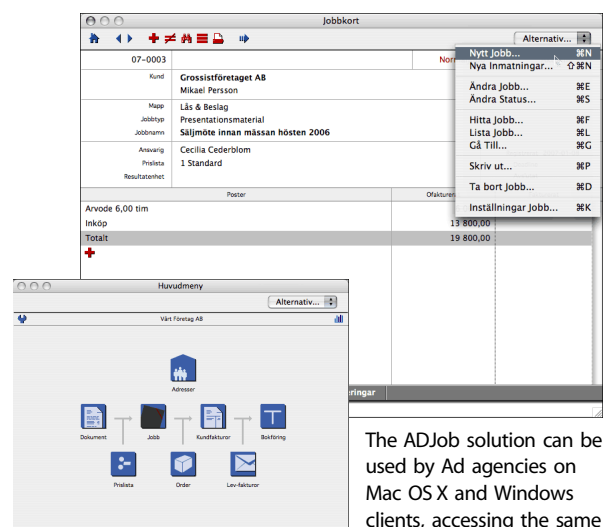 Jobbkort
Alternativ...
07-0003
Nor
Kund Grossistföretaget AB
Mikael Persson
Mapp Lås & Beslag
Jobbtyp Presentationsmaterial
Jobbnamn Säljmöte innan mässan hösten 2006
Ansvarig Cecilia Cederblom
Prislista 1 Standard
Resultatenhet
Nytt Jobb... ⌘N
Nya Inmatningar... ⇧⌘N
Ändra Jobb... ⌘E
Ändra Status... ⌘S
Hitta Jobb... ⌘F
Lista Jobb... ⌘L
Gå Till... ⌘G
Skriv ut... ⌘P
Ta bort Jobb... ⌘D
Inställningar Jobb... ⌘K
Poster Ofakturer
Arvode 6,00 tim
Inköp 13 800,00
Totalt 19 800,00
eringar
Huvudmeny
Alternativ...
Vårt Företag AB
Adresser
Dokument Jobb Kundfakturor Bokföring
Prislista Order Lev-fakturor
The ADJob solution can be
used by Ad agencies on
Mac OS X and Windows
clients, accessing the same